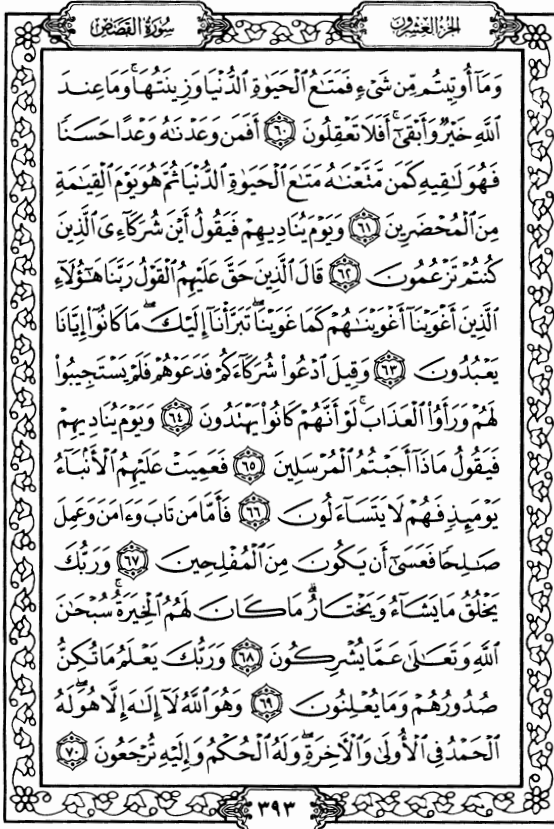 الجزء العشرون سورة القصص
وَمَآ أُوتِيتُم مِّن شَىْءٍ فَمَتَـٰعُ ٱلْحَيَوٰةِ ٱلدُّنْيَا وَزِينَتُهَا ۚ وَمَا عِندَ
ٱللَّهِ خَيْرٌ وَأَبْقَىٰٓ ۚ أَفَلَا تَعْقِلُونَ ٦٠ أَفَمَن وَعَدْنَـٰهُ وَعْدًا حَسَنًا
فَهُوَ لَـٰقِيهِ كَمَن مَّتَّعْنَـٰهُ مَتَـٰعَ ٱلْحَيَوٰةِ ٱلدُّنْيَا ثُمَّ هُوَ يَوْمَ ٱلْقِيَـٰمَةِ
مِنَ ٱلْمُحْضَرِينَ ٦١ وَيَوْمَ يُنَادِيهِمْ فَيَقُولُ أَيْنَ شُرَكَآءِىَ ٱلَّذِينَ
كُنتُمْ تَزْعُمُونَ ٦٢ قَالَ ٱلَّذِينَ حَقَّ عَلَيْهِمُ ٱلْقَوْلُ رَبَّنَا هَـٰٓؤُلَآءِ
ٱلَّذِينَ أَغْوَيْنَآ أَغْوَيْنَـٰهُمْ كَمَا غَوَيْنَا ۖ تَبَرَّأْنَآ إِلَيْكَ ۖ مَا كَانُوٓا۟ إِيَّانَا
يَعْبُدُونَ ٦٣ وَقِيلَ ٱدْعُوا۟ شُرَكَآءَكُمْ فَدَعَوْهُمْ فَلَمْ يَسْتَجِيبُوا۟
لَهُمْ وَرَأَوُا۟ ٱلْعَذَابَ ۚ لَوْ أَنَّهُمْ كَانُوا۟ يَهْتَدُونَ ٦٤ وَيَوْمَ يُنَادِيهِمْ
فَيَقُولُ مَاذَآ أَجَبْتُمُ ٱلْمُرْسَلِينَ ٦٥ فَعَمِيَتْ عَلَيْهِمُ ٱلْأَنۢبَآءُ
يَوْمَئِذٍ فَهُمْ لَا يَتَسَآءَلُونَ ٦٦ فَأَمَّا مَن تَابَ وَءَامَنَ وَعَمِلَ
صَـٰلِحًا فَعَسَىٰٓ أَن يَكُونَ مِنَ ٱلْمُفْلِحِينَ ٦٧ وَرَبُّكَ
يَخْلُقُ مَا يَشَآءُ وَيَخْتَارُ ۗ مَا كَانَ لَهُمُ ٱلْخِيَرَةُ ۚ سُبْحَـٰنَ
ٱللَّهِ وَتَعَـٰلَىٰ عَمَّا يُشْرِكُونَ ٦٨ وَرَبُّكَ يَعْلَمُ مَا تُكِنُّ
صُدُورُهُمْ وَمَا يُعْلِنُونَ ٦٩ وَهُوَ ٱللَّهُ لَآ إِلَـٰهَ إِلَّا هُوَ ۖ لَهُ
ٱلْحَمْدُ فِى ٱلْأُولَىٰ وَٱلْـَٔاخِرَةِ ۖ وَلَهُ ٱلْحُكْمُ وَإِلَيْهِ تُرْجَعُونَ ٧٠
٣٩٣